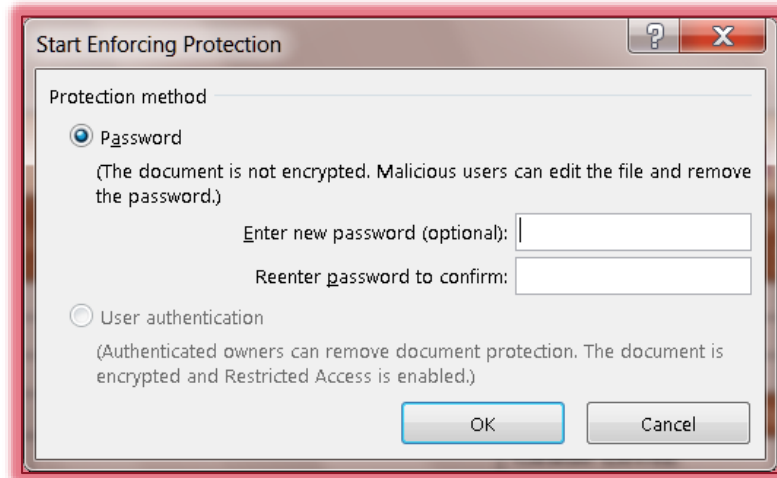 Start Enforcing Protection
Protection method
Password
(The document is not encrypted. Malicious users can edit the file and remove
the password.)
Enter new password (optional):
Reenter password to confirm:
User authentication
(Authenticated owners can remove document protection. The document is
encrypted and Restricted Access is enabled.)
OK Cancel